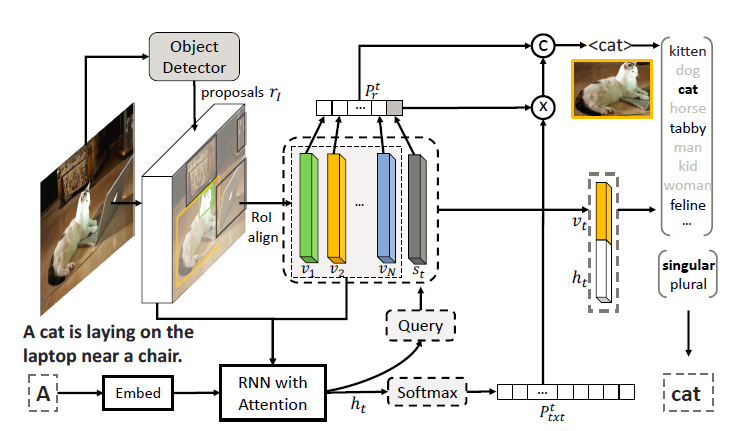 Object
Detector
proposals r_I
P_r^t
C
<cat>
X
kitten
dog
cat
horse
tabby
man
kid
woman
feline
...
RoI
align
...
...
v_1
v_2
v_N
s_t
v_t
h_t
singular
plural
A cat is laying on the
laptop near a chair.
Query
A
Embed
RNN with
Attention
h_t
Softmax
...
P_txt^t
cat